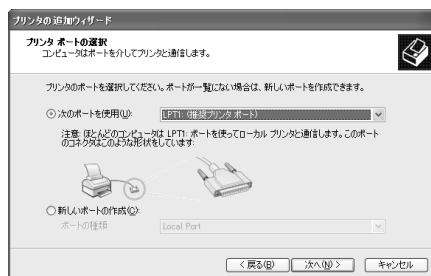 プリンタの追加ウィザード
プリンタ ポートの選択
コンピュータはポートを介してプリンタと通信します。
プリンタのポートを選択してください。ポートが一覧にない場合は、新しいポートを作成できます。
次のポートを使用(U):
LPT1: (推奨プリンタ ポート)
注意: ほとんどのコンピュータは LPT1: ポートを使ってローカル プリンタと通信します。このポート
のコネクタはこのような形状をしています:
新しいポートの作成(C):
ポートの種類:
Local Port
< 戻る(B)
次へ(N) >
キャンセル